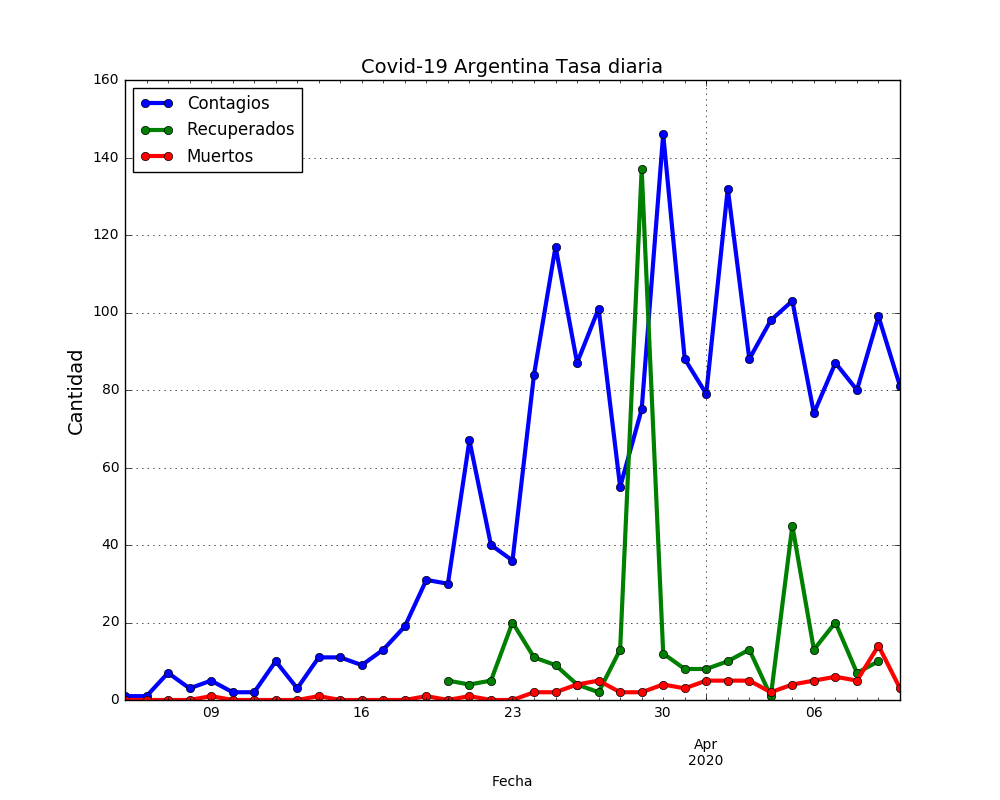 Covid-19 Argentina Tasa diaria
160
140
120
100
80
60
40
20
0
Cantidad
Contagios
Recuperados
Muertos
09 16 23 30 06
Apr
2020
Fecha